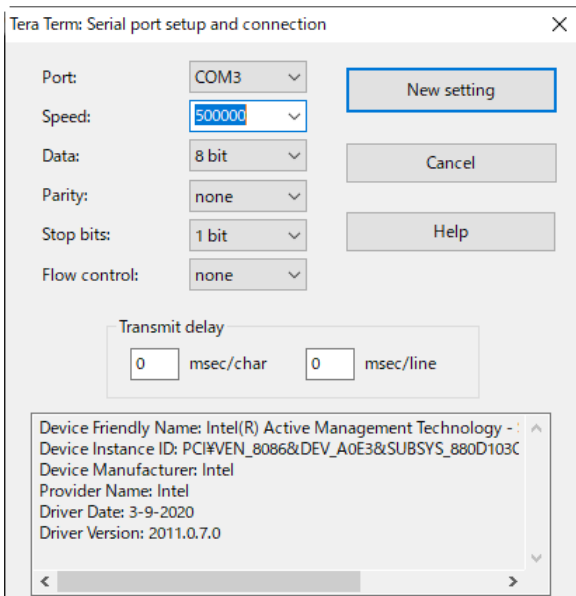 Tera Term: Serial port setup and connection
Port: COM3
New setting
Speed: 500000
Data: 8 bit
Cancel
Parity: none
Stop bits: 1 bit
Help
Flow control: none
Transmit delay
0 msec/char 0 msec/line
Device Friendly Name: Intel(R) Active Management Technology -
Device Instance ID: PCI¥VEN_8086&DEV_A0E3&SUBSYS_880D103C
Device Manufacturer: Intel
Provider Name: Intel
Driver Date: 3-9-2020
Driver Version: 2011.0.7.0